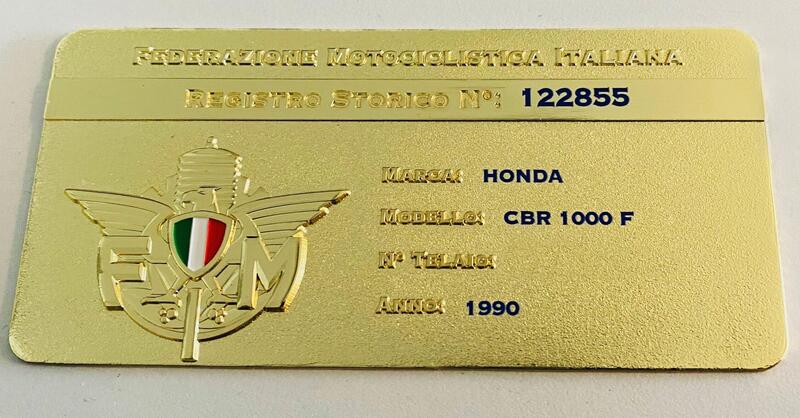 Federazione Motociclistica Italiana
Registro Storico N°: 122855
Marca: HONDA
Modello: CBR 1000 F
N° Telaio:
Anno: 1990
F M